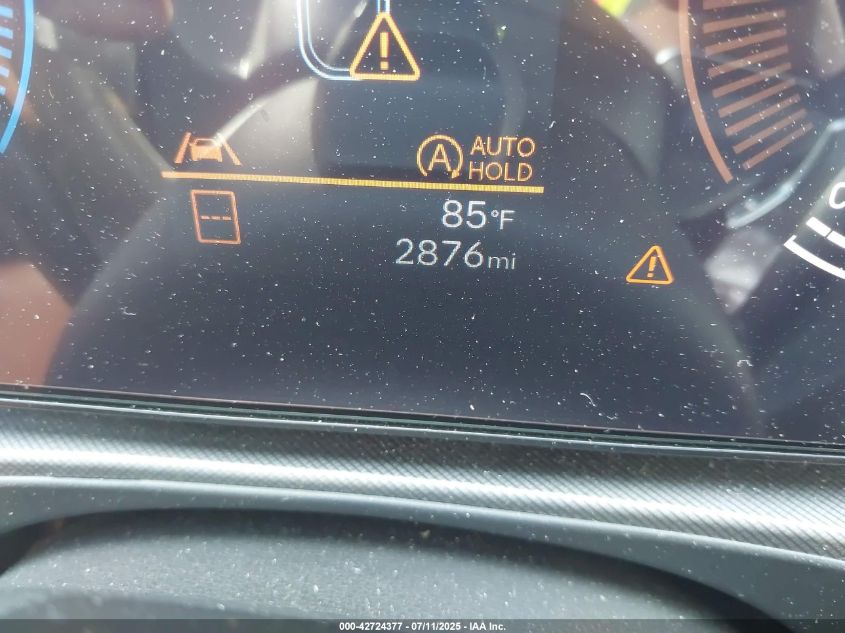 A AUTO
HOLD
85°F
2876mi
000-42724377 - 07/11/2025 - IAA Inc.